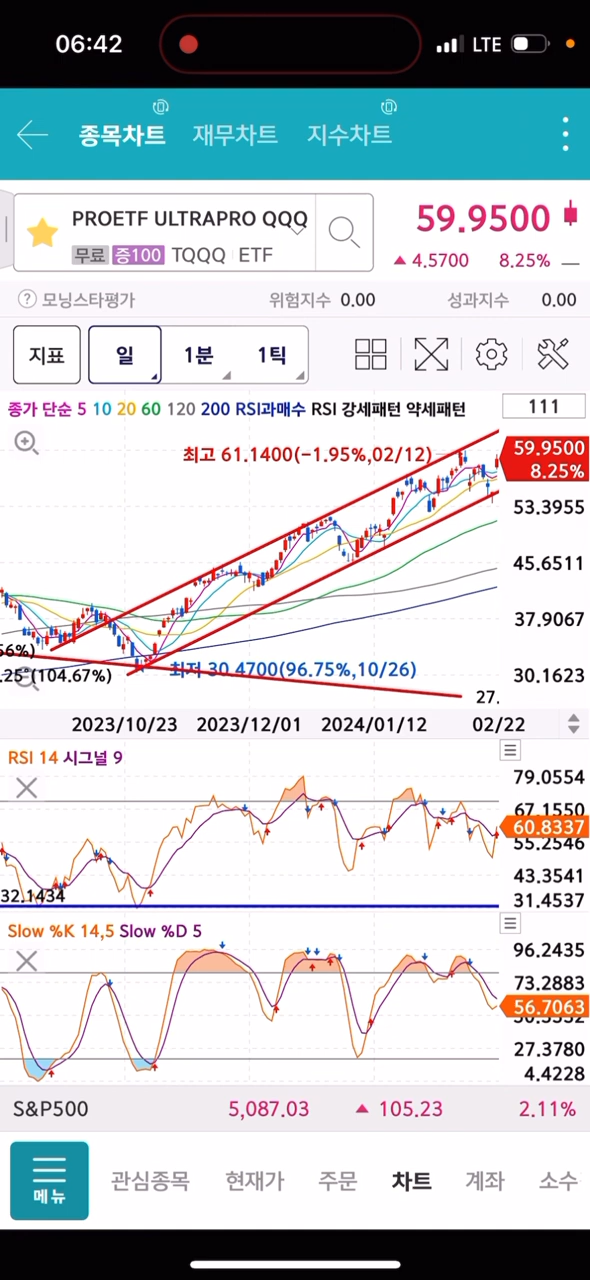 06:42 LTE
종목차트 재무차트 지수차트
PROETF ULTRAPRO QQQ
무료 증100 TQQQ ETF
59.9500
▲ 4.5700 8.25%
? 모닝스타평가 위험지수 0.00 성과지수 0.00
지표 일 1분 1틱
종가 단순 5 10 20 60 120 200 RSI과매수 RSI 강세패턴 약세패턴
111
최고 61.1400(-1.95%,02/12)
59.9500
8.25%
53.3955
45.6511
37.9067
56%)
.25 (104.67%)
최저 30.4700(96.75%,10/26)
30.1623
27.
2023/10/23 2023/12/01 2024/01/12 02/22
RSI 14 시그널 9
79.0554
67.1550
60.8337
55.2546
43.3541
32.1434
31.4537
Slow %K 14,5 Slow %D 5
96.2435
73.2883
56.7063
27.3780
4.4228
S&P500 5,087.03 ▲ 105.23 2.11%
메뉴 관심종목 현재가 주문 차트 계좌 소수